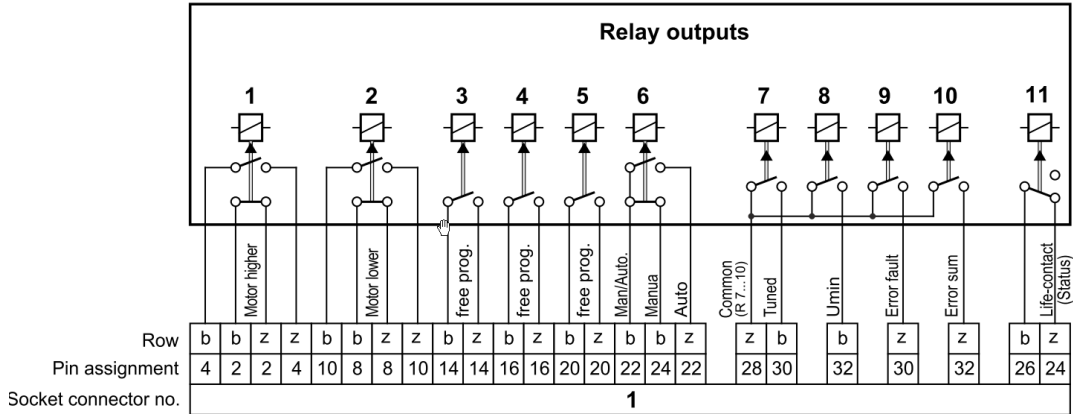 Relay outputs
1 2 3 4 5 6 7 8 9 10 11
Motor higher
Motor lower
free prog.
free prog.
free prog.
Man/Auto.
Manua
Auto
Common
(R 7...10)
Tuned
Umin
Error fault
Error sum
Life-contact
(Status)
Row b b z z b b z z b z b z b z b b z z b b z z b z
Pin assignment 4 2 2 4 10 8 8 10 14 14 16 16 20 20 22 24 22 28 30 32 30 32 26 24
Socket connector no. 1